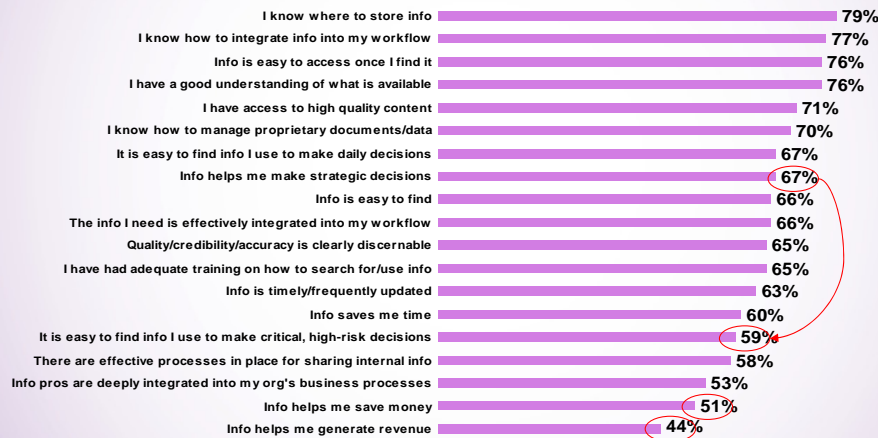 I know where to store info 79%
I know how to integrate info into my workflow 77%
Info is easy to access once I find it 76%
I have a good understanding of what is available 76%
I have access to high quality content 71%
I know how to manage proprietary documents/data 70%
It is easy to find info I use to make daily decisions 67%
Info helps me make strategic decisions 67%
Info is easy to find 66%
The info I need is effectively integrated into my workflow 66%
Quality/credibility/accuracy is clearly discernable 65%
I have had adequate training on how to search for/use info 65%
Info is timely/frequently updated 63%
Info saves me time 60%
It is easy to find info I use to make critical, high-risk decisions 59%
There are effective processes in place for sharing internal info 58%
Info pros are deeply integrated into my org's business processes 53%
Info helps me save money 51%
Info helps me generate revenue 44%